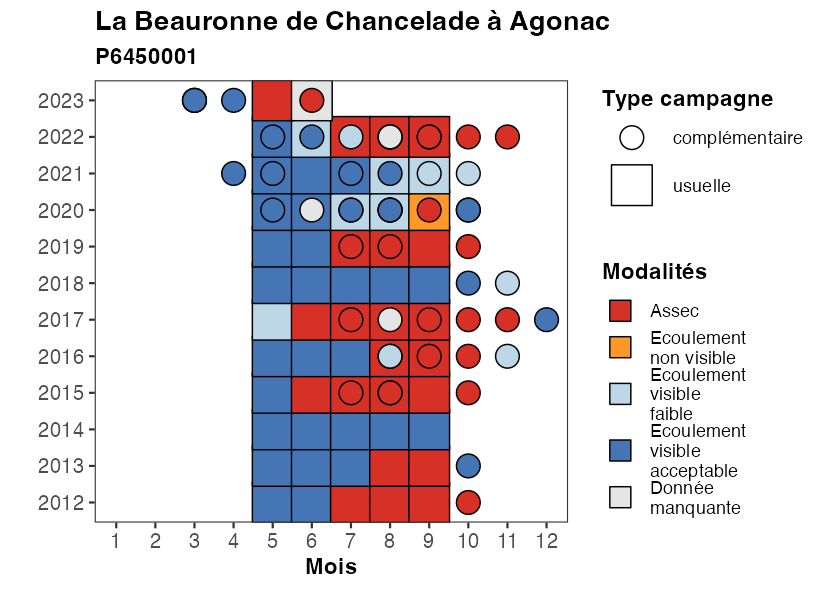 La Beauronne de Chancelade à Agonac
P6450001
2023
2022
2021
2020
2019
2018
2017
2016
2015
2014
2013
2012
1 2 3 4 5 6 7 8 9 10 11 12
Mois
Type campagne
complémentaire
usuelle
Modalités
Assec
Ecoulement
non visible
Ecoulement
visible
faible
Ecoulement
visible
acceptable
Donnée
manquante